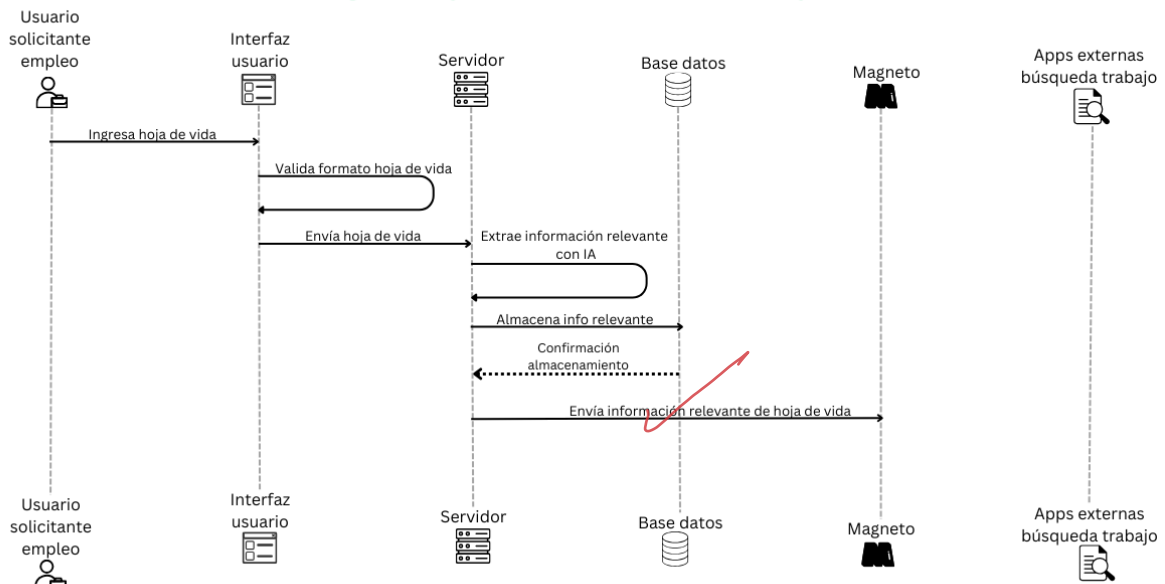 Usuario
solicitante
empleo
Interfaz
usuario
Servidor
Base datos
Magneto
Apps externas
búsqueda trabajo
Ingresa hoja de vida
Valida formato hoja de vida
Envía hoja de vida
Extrae información relevante
con IA
Almacena info relevante
Confirmación
almacenamiento
Envía información relevante de hoja de vida
Usuario
solicitante
empleo
Interfaz
usuario
Servidor
Base datos
Magneto
Apps externas
búsqueda trabajo